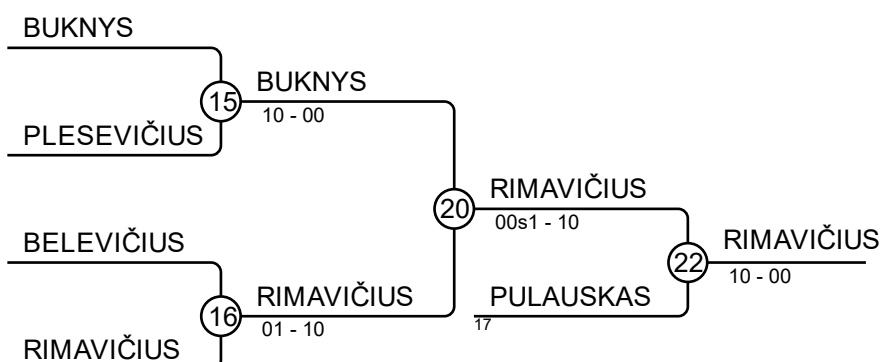 BUKNYS
15
BUKNYS
10 - 00
PLESEVIČIUS
20
RIMAVIČIUS
00s1 - 10
BELEVIČIUS
22
RIMAVIČIUS
10 - 00
16
RIMAVIČIUS
01 - 10
PULAUSKAS
17
RIMAVIČIUS